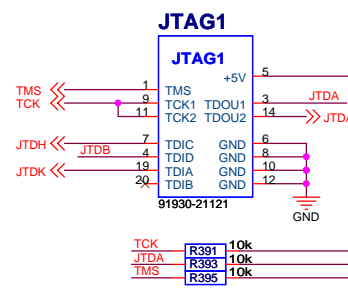 JTAG1
JTAG1
+5V 5
TMS 1 TMS
TCK 9 TCK1 TDOU1 3 JTDA
11 TCK2 TDOU2 14 JTDA
JTDH 7 TDIC GND 6
JTDB 4 TDID GND 8
JTDK 19 TDIA GND 10
20 TDIB GND 12
91930-21121
GND
TCK R391 10k
JTDA R393 10k
TMS R395 10k